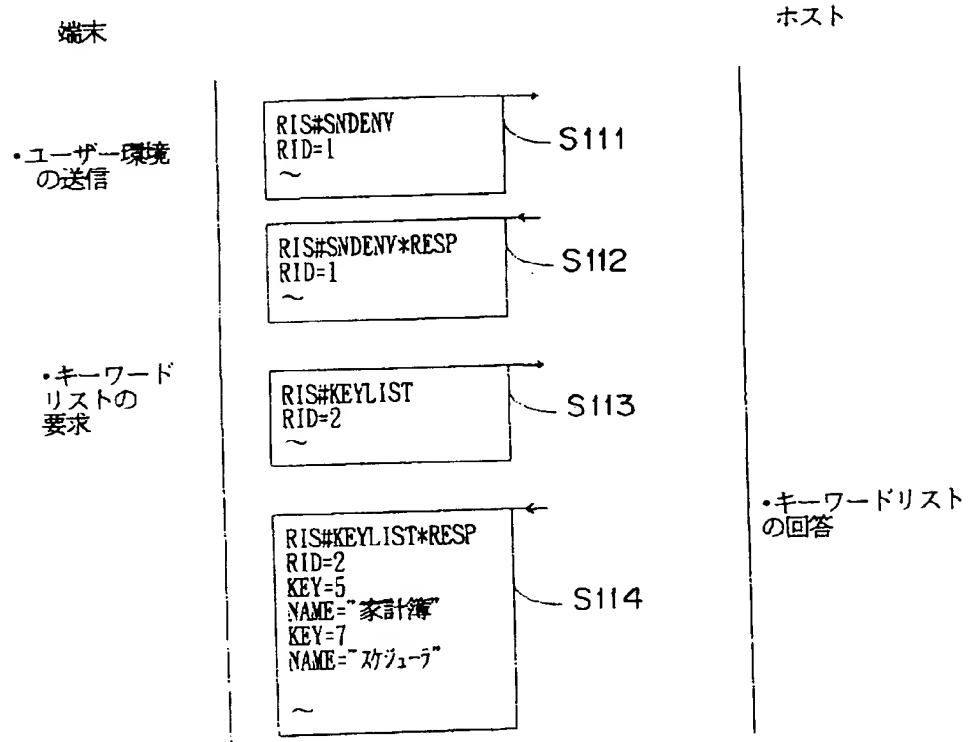 端末
ホスト
RIS#SNDENV
RID=1
～
S111
・ユーザー環境
の送信
RIS#SNDENV*RESP
RID=1
～
S112
・キーワード
リストの
要求
RIS#KEYLIST
RID=2
～
S113
・キーワードリスト
の回答
RIS#KEYLIST*RESP
RID=2
KEY=5
NAME="家計簿"
KEY=7
NAME="スケジューラ"
～
S114